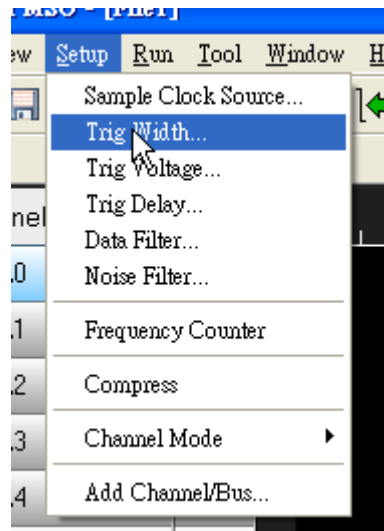 MSO - [File1]
ew Setup Run Tool Window H
Sample Clock Source...
Trig Width...
Trig Voltage...
Trig Delay...
nel
Data Filter...
.0
Noise Filter...
.1
Frequency Counter
.2
Compress
.3
Channel Mode
.4
Add Channel/Bus...